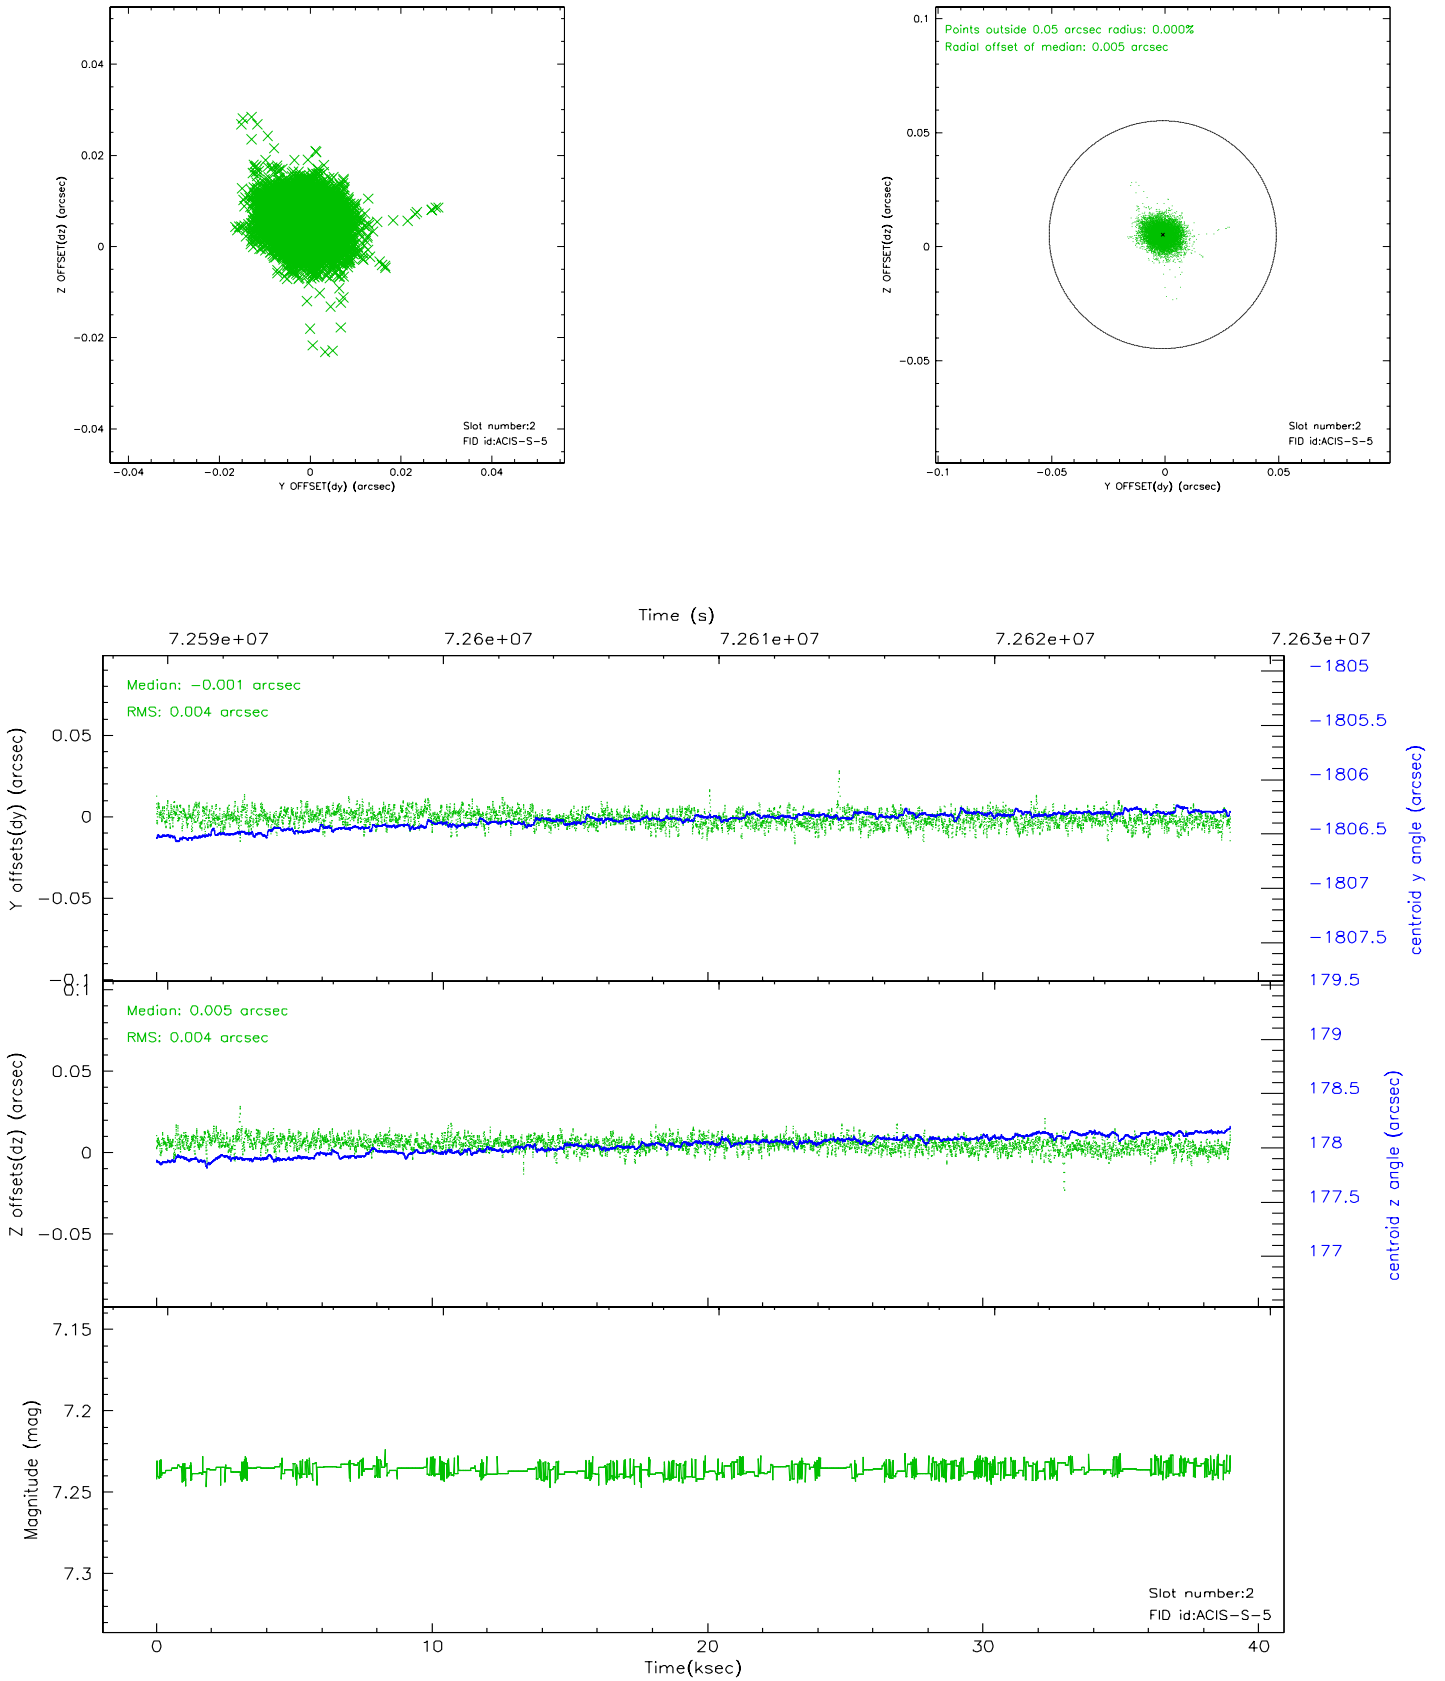 0.04
0.02
0
−0.02
−0.04
Z OFFSET(dz) (arcsec)
Slot number:2
FID id:ACIS−S−5
−0.04 −0.02 0 0.02 0.04
Y OFFSET(dy) (arcsec)
Points outside 0.05 arcsec radius: 0.000%
Radial offset of median: 0.005 arcsec
0.1
0.05
0
−0.05
Z OFFSET(dz) (arcsec)
Slot number:2
FID id:ACIS−S−5
−0.1 −0.05 0 0.05
Y OFFSET(dy) (arcsec)
Time (s)
7.259e+07 7.26e+07 7.261e+07 7.262e+07 7.263e+07
Median: −0.001 arcsec
RMS: 0.004 arcsec
0.05
0
−0.05
−0.1
Y offsets(dy) (arcsec)
−1805
−1805.5
−1806
−1806.5
−1807
−1807.5
centroid y angle (arcsec)
Median: 0.005 arcsec
RMS: 0.004 arcsec
0.1
0.05
0
−0.05
Z offsets(dz) (arcsec)
179.5
179
178.5
178
177.5
177
centroid z angle (arcsec)
7.15
7.2
7.25
7.3
Magnitude (mag)
Slot number:2
FID id:ACIS−S−5
0 10 20 30 40
Time(ksec)